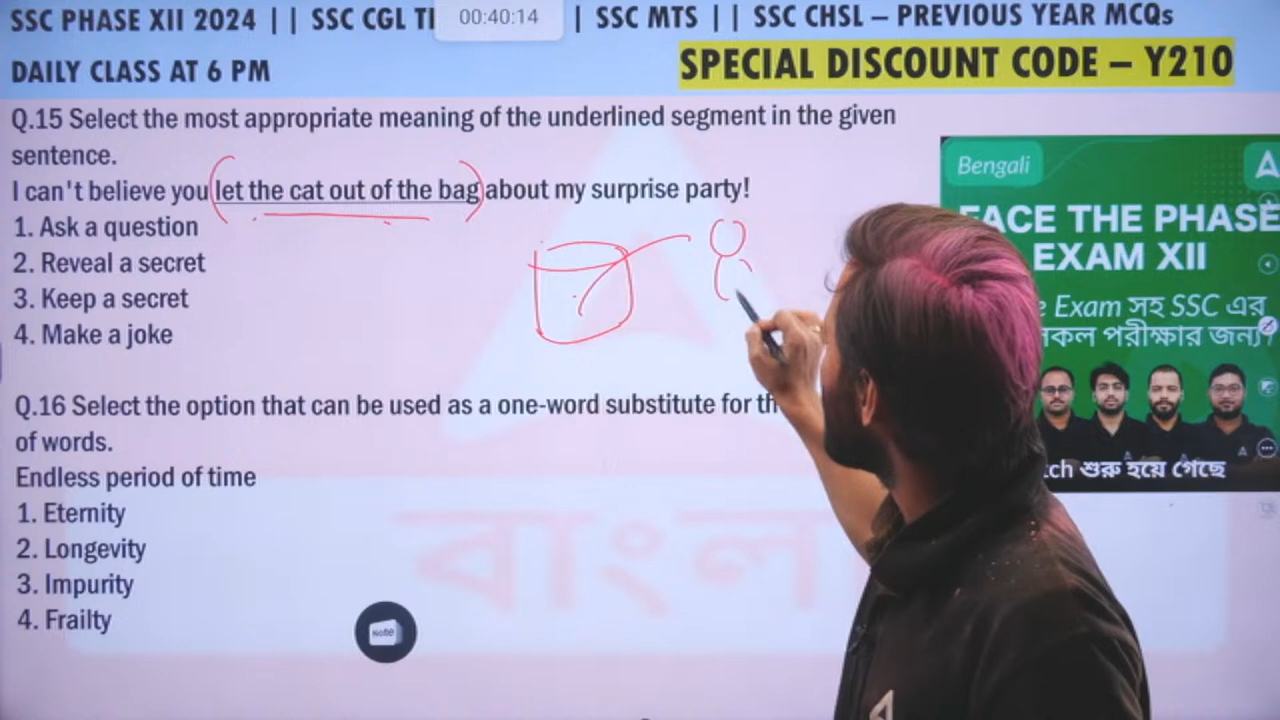 SSC PHASE XII 2024 || SSC CGL TI
00:40:14
| SSC MTS || SSC CHSL – PREVIOUS YEAR MCQs
DAILY CLASS AT 6 PM
SPECIAL DISCOUNT CODE – Y210
Q.15 Select the most appropriate meaning of the underlined segment in the given
sentence.
I can't believe you let the cat out of the bag about my surprise party!
1. Ask a question
2. Reveal a secret
3. Keep a secret
4. Make a joke
Q.16 Select the option that can be used as a one-word substitute for th
of words.
Endless period of time
1. Eternity
2. Longevity
3. Impurity
4. Frailty
Note
Bengali
FACE THE PHASE
EXAM XII
Exam সহ SSC এর
সকল পরীক্ষার জন্য
শুরু হয়ে গেছে
বাংল